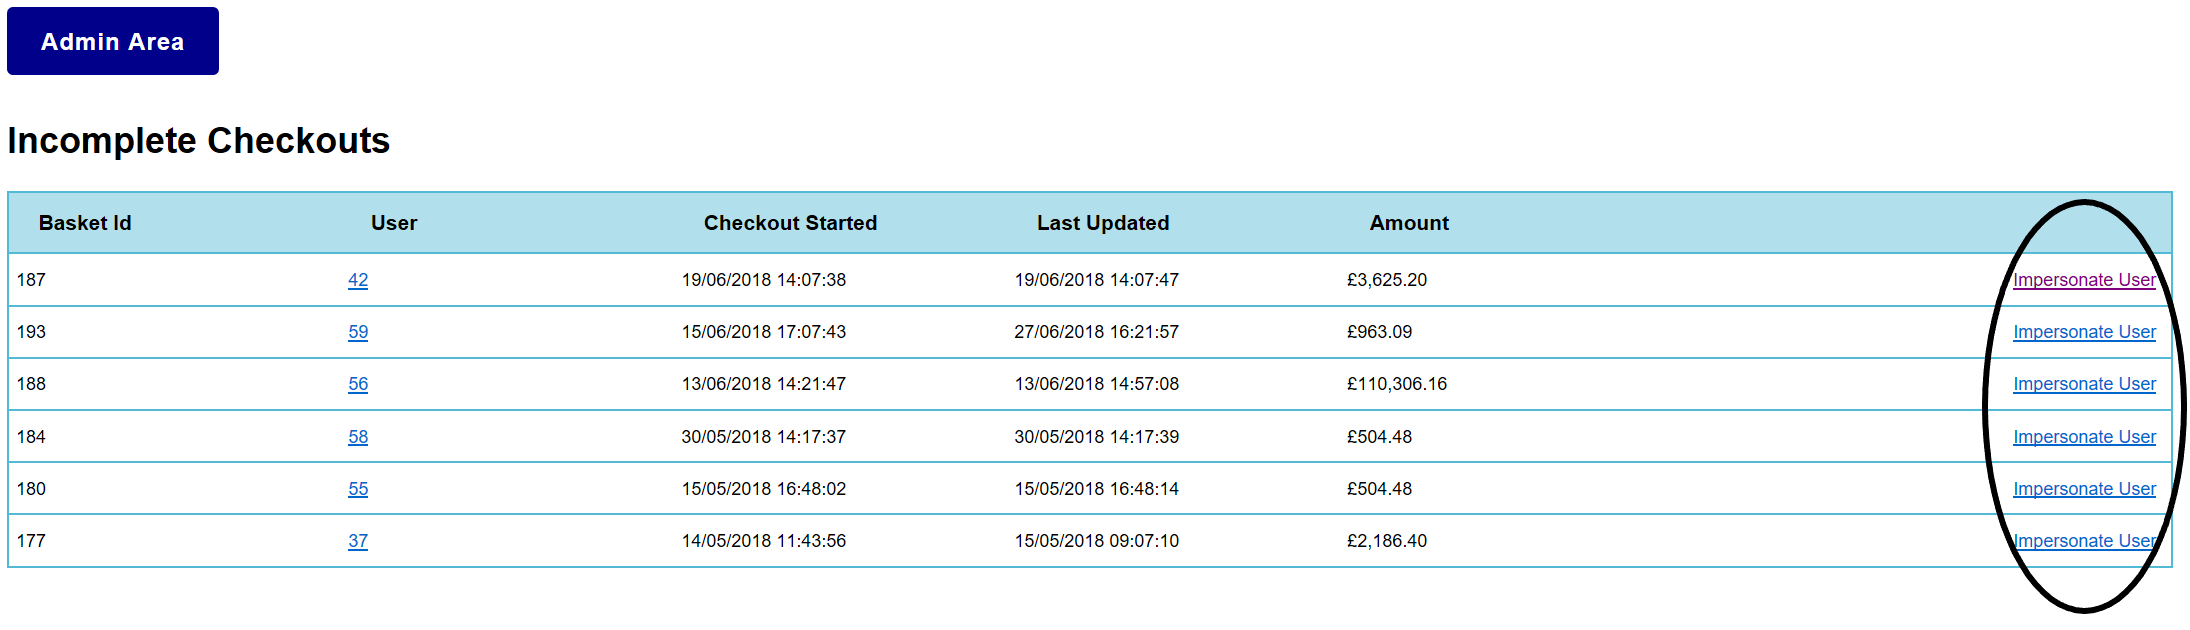 Admin Area
Incomplete Checkouts
Basket Id User Checkout Started Last Updated Amount
187 42 19/06/2018 14:07:38 19/06/2018 14:07:47 £3,625.20 Impersonate User
193 59 15/06/2018 17:07:43 27/06/2018 16:21:57 £963.09 Impersonate User
188 56 13/06/2018 14:21:47 13/06/2018 14:57:08 £110,306.16 Impersonate User
184 58 30/05/2018 14:17:37 30/05/2018 14:17:39 £504.48 Impersonate User
180 55 15/05/2018 16:48:02 15/05/2018 16:48:14 £504.48 Impersonate User
177 37 14/05/2018 11:43:56 15/05/2018 09:07:10 £2,186.40 Impersonate User